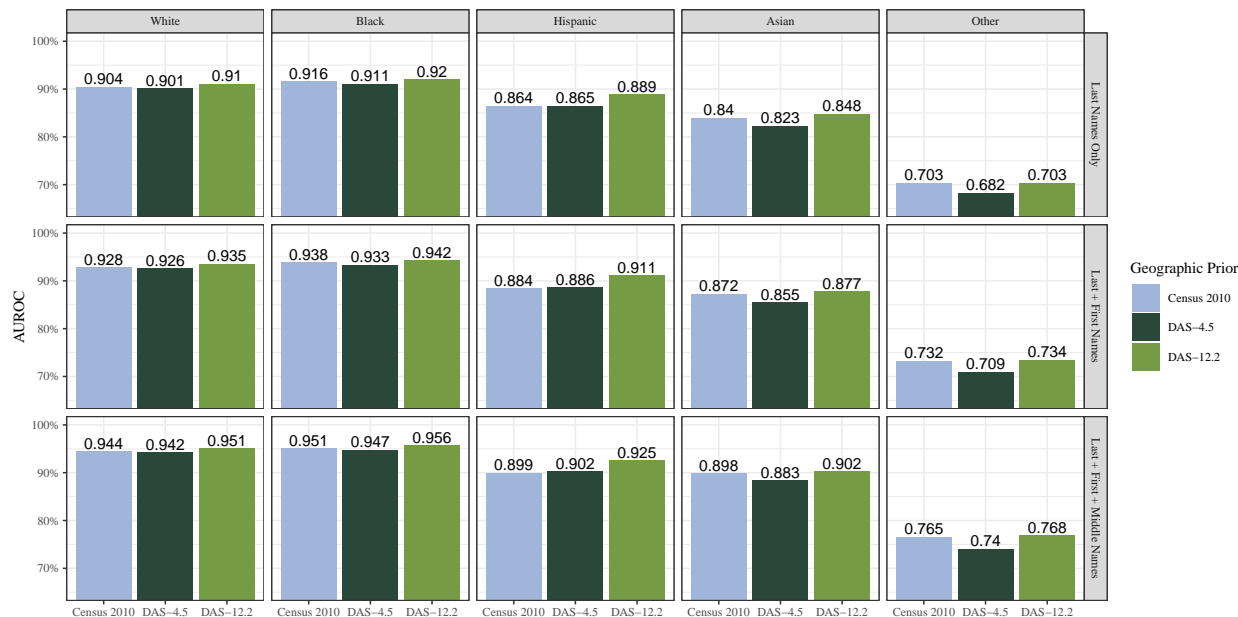 White Black Hispanic Asian Other
100%
90%
80%
70%
0.904 0.901 0.91
0.916 0.911 0.92
0.864 0.865 0.889
0.84 0.823 0.848
0.703 0.682 0.703
Last Names Only
100%
90%
80%
70%
0.928 0.926 0.935
0.938 0.933 0.942
0.884 0.886 0.911
0.872 0.855 0.877
0.732 0.709 0.734
Last + First Names
100%
90%
80%
70%
0.944 0.942 0.951
0.951 0.947 0.956
0.899 0.902 0.925
0.898 0.883 0.902
0.765 0.74 0.768
Last + First + Middle Names
AUROC
Census 2010 DAS−4.5 DAS−12.2
Census 2010 DAS−4.5 DAS−12.2
Census 2010 DAS−4.5 DAS−12.2
Census 2010 DAS−4.5 DAS−12.2
Census 2010 DAS−4.5 DAS−12.2
Geographic Prior
Census 2010
DAS−4.5
DAS−12.2